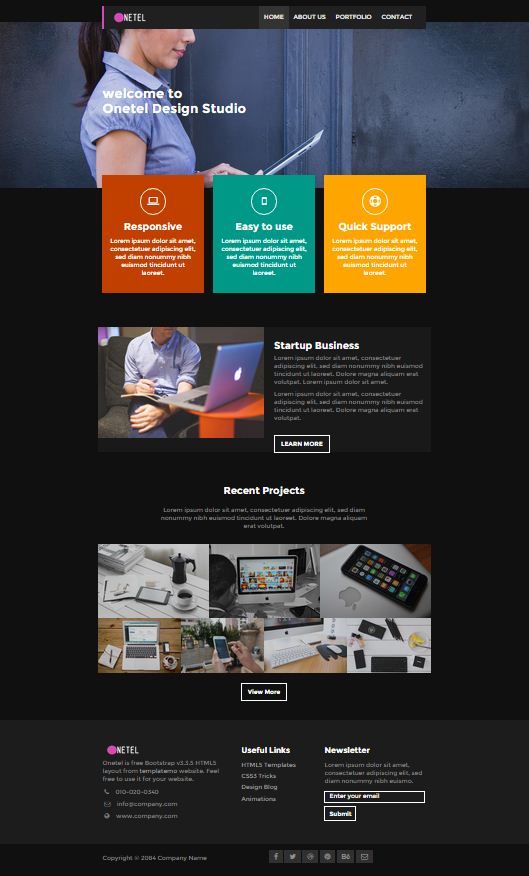 NETEL
HOME ABOUT US PORTFOLIO CONTACT
welcome to
Onetel Design Studio
Responsive
Lorem ipsum dolor sit amet,
consectetuer adipiscing elit,
sed diam nonummy nibh
euismod tincidunt ut
laoreet.
Easy to use
Lorem ipsum dolor sit amet,
consectetuer adipiscing elit,
sed diam nonummy nibh
euismod tincidunt ut
laoreet.
Quick Support
Lorem ipsum dolor sit amet,
consectetuer adipiscing elit,
sed diam nonummy nibh
euismod tincidunt ut
laoreet.
Startup Business
Lorem ipsum dolor sit amet, consectetuer
adipiscing elit, sed diam nonummy nibh euismod
tincidunt ut laoreet. Dolore magna aliquam erat
volutpat. Lorem ipsum dolor sit amet.
Lorem ipsum dolor sit amet, consectetuer
adipiscing elit, sed diam nonummy nibh euismod
tincidunt ut laoreet. Dolore magna aliquam erat
volutpat.
LEARN MORE
Recent Projects
Lorem ipsum dolor sit amet, consectetuer adipiscing elit, sed diam
nonummy nibh euismod tincidunt ut laoreet. Dolore magna aliquam
erat volutpat.
View More
NETEL
Onetel is free Bootstrap v3.3.5 HTML5
layout from templatemo website. Feel
free to use it for your website.
010-020-0340
info@company.com
www.company.com
Useful Links
HTML5 Templates
CSS3 Tricks
Design Blog
Animations
Newsletter
Lorem ipsum dolor sit amet,
consectetuer adipiscing elit, sed diam.
Enter your email
Submit
Copyright © 2084 Company Name